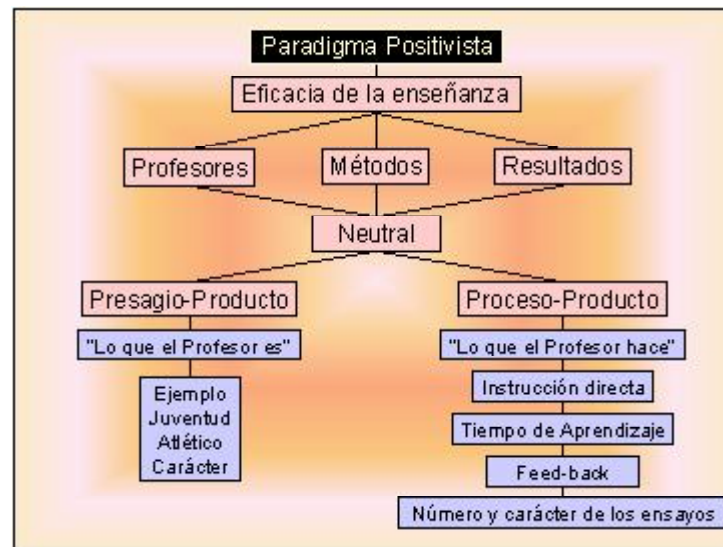 Paradigma Positivista
Eficacia de la enseñanza
Profesores
Métodos
Resultados
Neutral
Presagio-Producto
Proceso-Producto
"Lo que el Profesor es"
"Lo que el Profesor hace"
Ejemplo
Juventud
Atlético
Carácter
Instrucción directa
Tiempo de Aprendizaje
Feed-back
Número y carácter de los ensayos